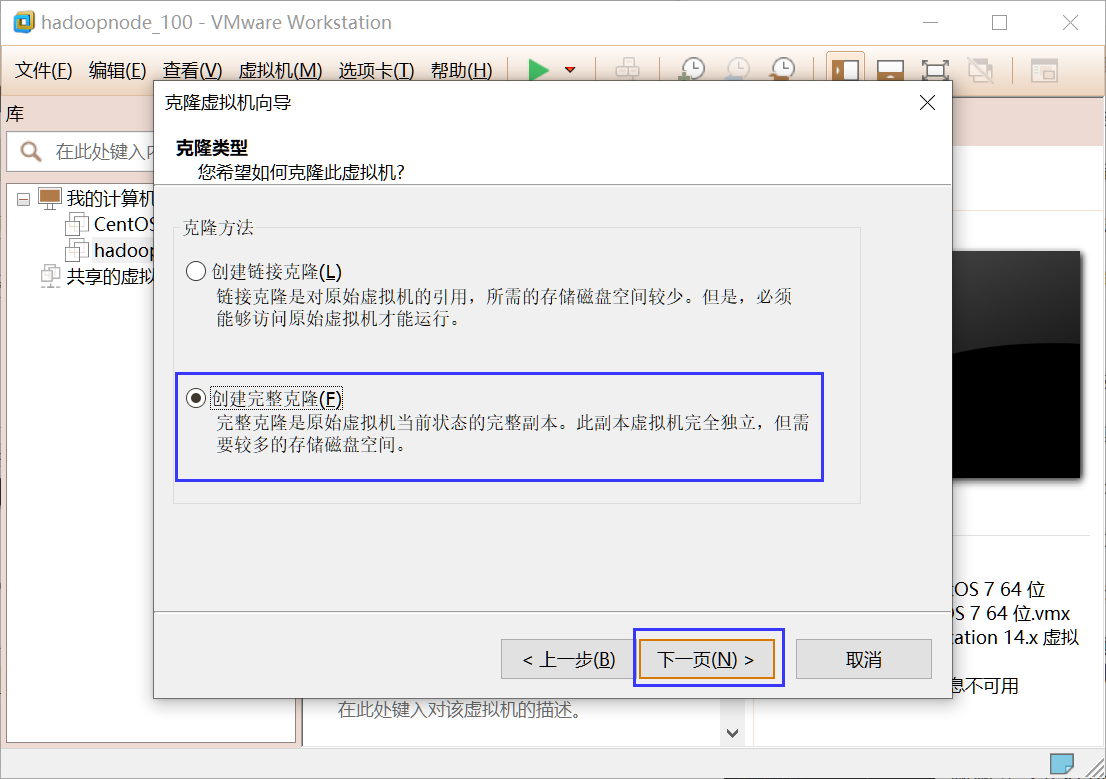 hadoopnode_100 - VMware Workstation
文件(F) 编辑(E) 查看(V) 虚拟机(M) 选项卡(T) 帮助(H)
库
在此处键入
我的计算机
CentOS
hadoop
共享的虚拟
克隆虚拟机向导
克隆类型
您希望如何克隆此虚拟机?
克隆方法
创建链接克隆(L)
链接克隆是对原始虚拟机的引用，所需的存储磁盘空间较少。但是，必须
能够访问原始虚拟机才能运行。
创建完整克隆(F)
完整克隆是原始虚拟机当前状态的完整副本。此副本虚拟机完全独立，但需
要较多的存储磁盘空间。
< 上一步(B) 下一页(N) > 取消
OS 7 64 位
OS 7 64 位.vmx
ation 14.x 虚拟
息不可用
在此处键入对该虚拟机的描述。